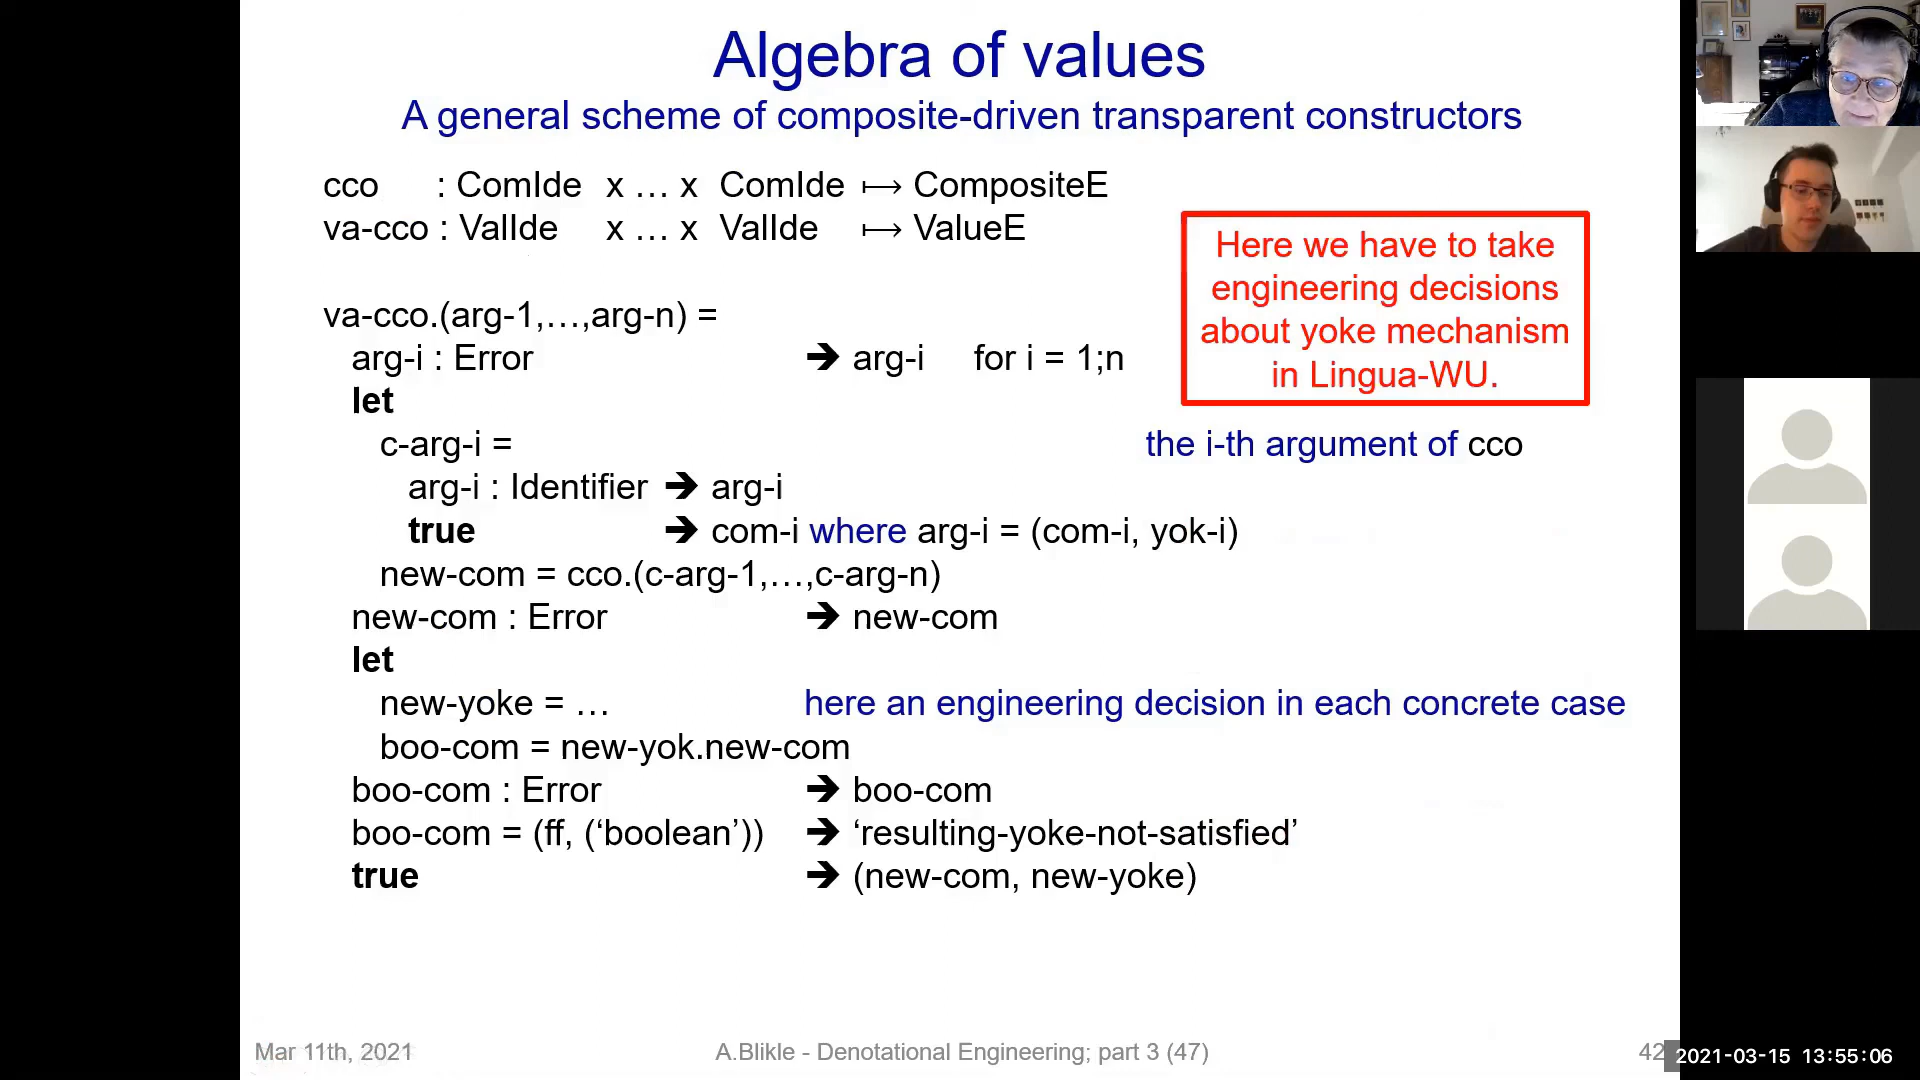 Algebra of values
A general scheme of composite-driven transparent constructors
cco : ComIde x … x ComIde ⟼ CompositeE
va-cco : ValIde x … x ValIde ⟼ ValueE
Here we have to take
engineering decisions
about yoke mechanism
in Lingua-WU.
va-cco.(arg-1,…,arg-n) =
arg-i : Error ➔ arg-i for i = 1;n
let
c-arg-i = the i-th argument of cco
arg-i : Identifier ➔ arg-i
true ➔ com-i where arg-i = (com-i, yok-i)
new-com = cco.(c-arg-1,…,c-arg-n)
new-com : Error ➔ new-com
let
new-yoke = … here an engineering decision in each concrete case
boo-com = new-yok.new-com
boo-com : Error ➔ boo-com
boo-com = (ff, (‘boolean’)) ➔ ‘resulting-yoke-not-satisfied’
true ➔ (new-com, new-yoke)
Mar 11th, 2021 A.Blikle - Denotational Engineering; part 3 (47) 42
2021-03-15 13:55:06